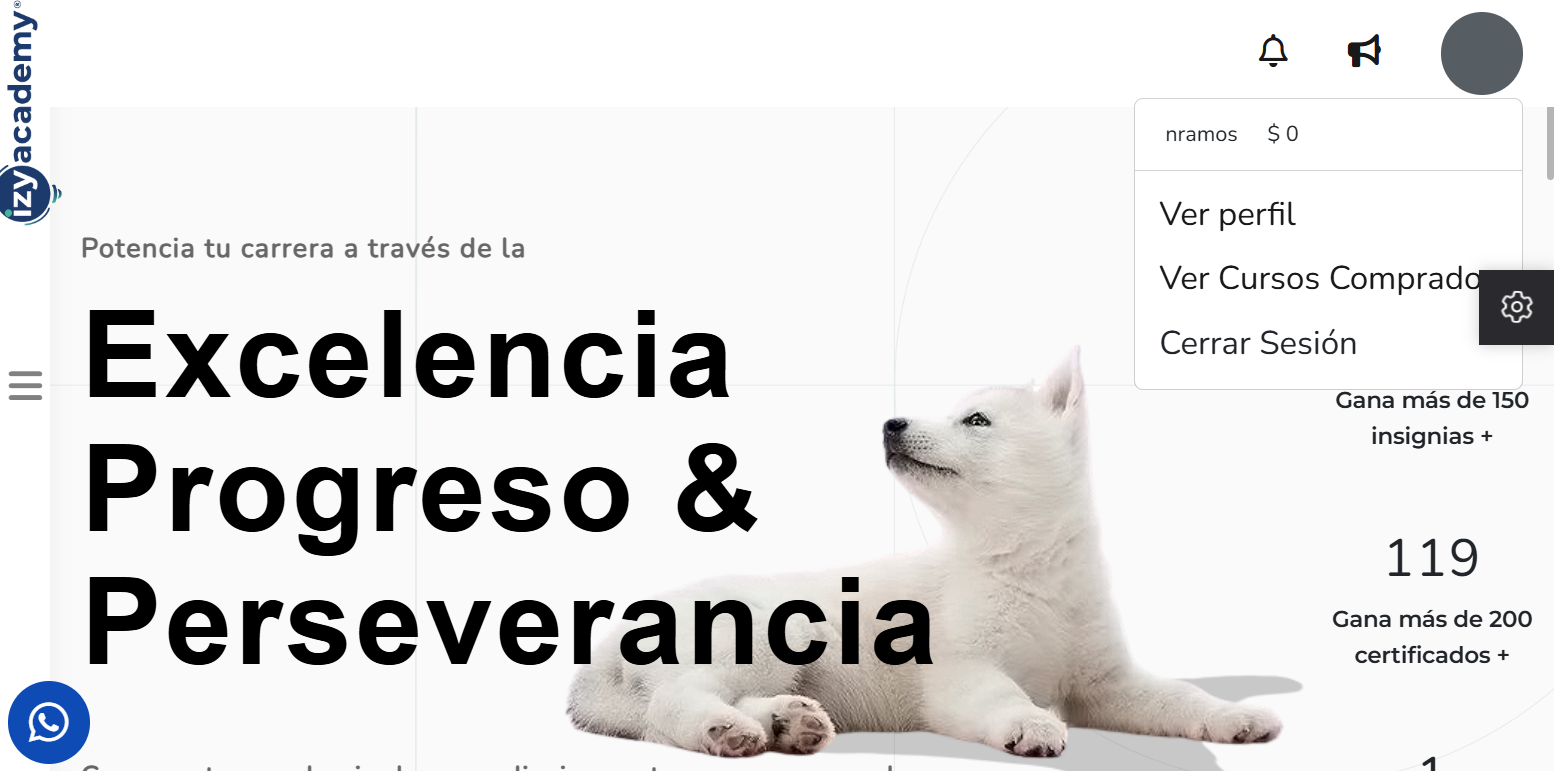 izyacademy®
nramos $ 0
Ver perfil
Ver Cursos Comprado
Cerrar Sesión
Potencia tu carrera a través de la
Excelencia
Progreso &
Perseverancia
Gana más de 150
insignias +
119
Gana más de 200
certificados +